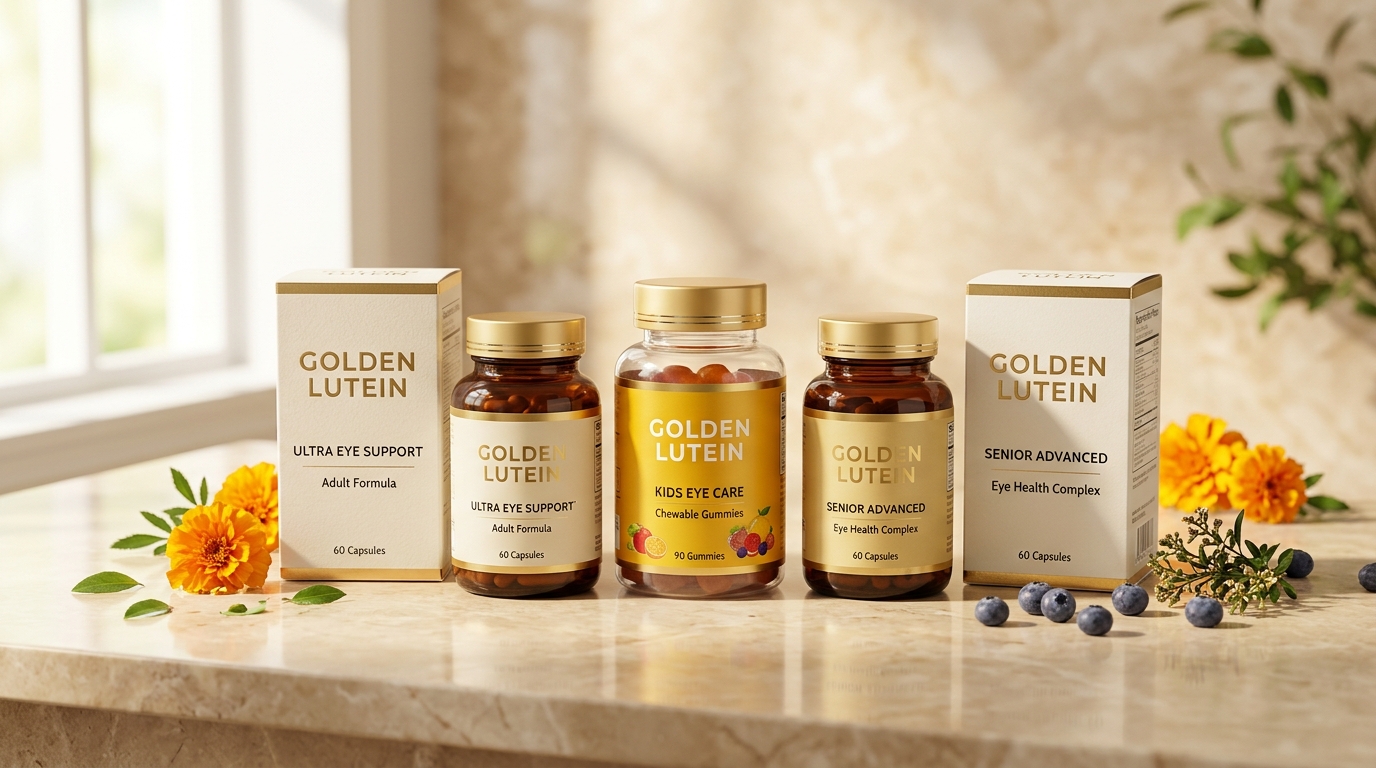 GOLDEN
LUTEIN
ULTRA EYE SUPPORT
Adult Formula
60 Capsules
GOLDEN
LUTEIN
ULTRA EYE SUPPORT
Adult Formula
60 Capsules
GOLDEN
LUTEIN
KIDS EYE CARE
Chewable Gummies
90 Gummies
GOLDEN
LUTEIN
SENIOR ADVANCED
Eye Health Complex
60 Capsules
GOLDEN
LUTEIN
SENIOR ADVANCED
Eye Health Complex
60 Capsules